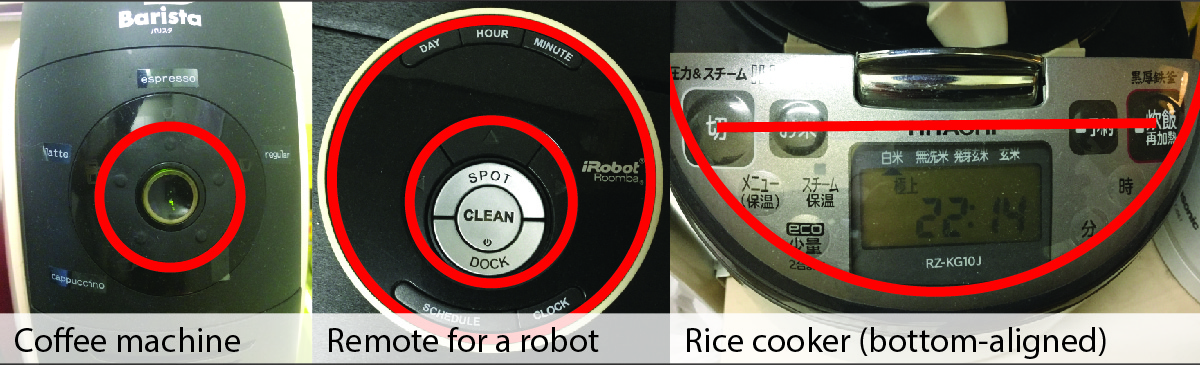 Barista
espresso
latte
regular
cappuccino
Coffee machine
DAY
HOUR
MINUTE
iRobot
Roomba
SPOT
CLEAN
DOCK
SCHEDULE
CLOCK
Remote for a robot
圧力&スチーム
黒厚鉄釜
切
お米
HITACHI
予約
炊飯
再加熱
白米 無洗米 発芽玄米 玄米
極上
22:14
メニュー
(保温)
スチーム
保温
時
分
eco
少量
RZ-KG10J
Rice cooker (bottom-aligned)